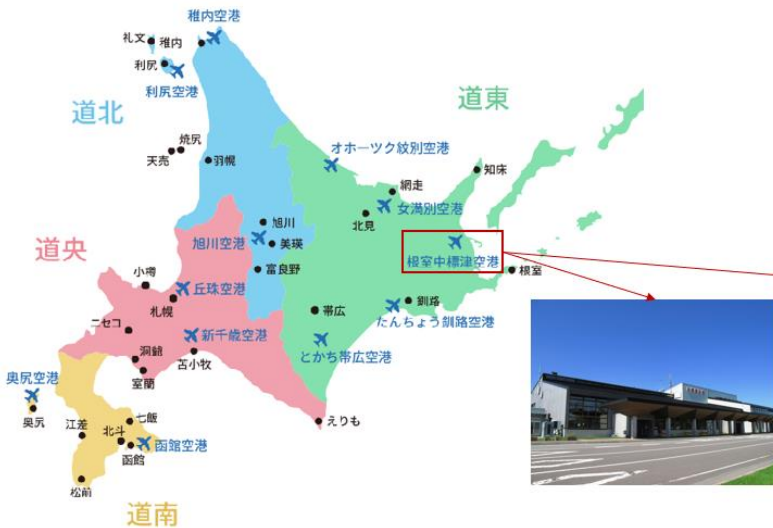 稚内空港
礼文
稚内
利尻
利尻空港
道北
道東
焼尻
天売
羽幌
オホーツク紋別空港
知床
網走
女満別空港
北見
旭川
旭川空港
美瑛
根室中標津空港
道央
富良野
根室
小樽
丘珠空港
札幌
帯広
釧路
たんちょう釧路空港
ニセコ
新千歳空港
とかち帯広空港
洞爺
苫小牧
室蘭
奥尻空港
奥尻
七飯
江差
北斗
函館空港
函館
えりも
松前
道南